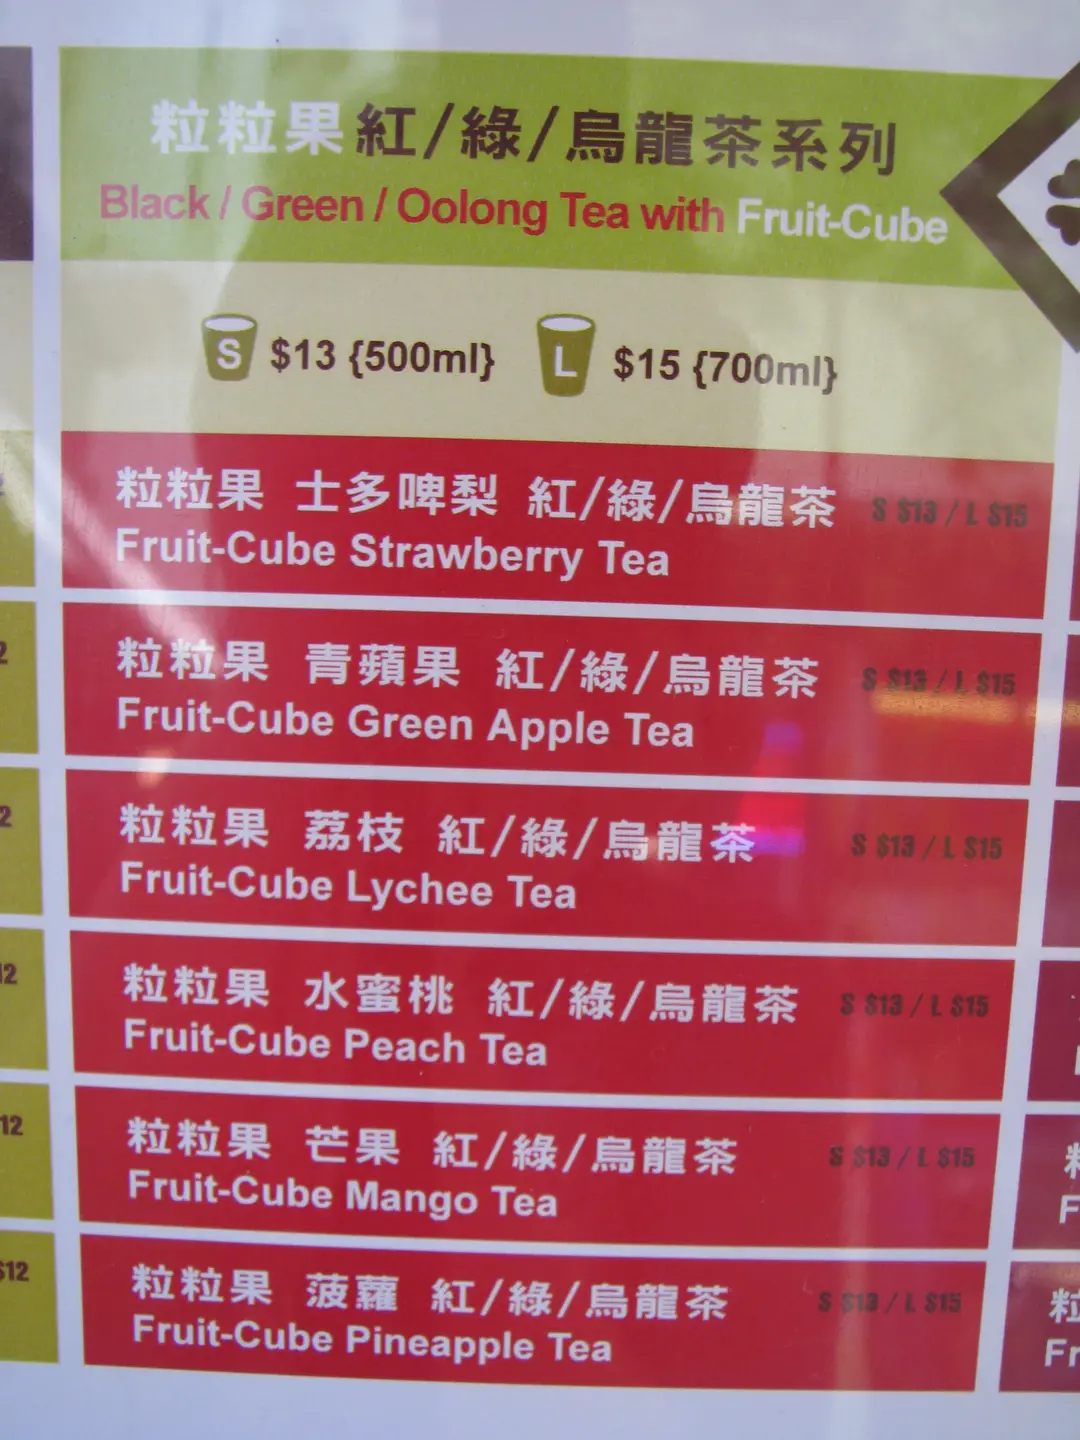 粒粒果紅/綠/烏龍茶系列
Black / Green / Oolong Tea with Fruit-Cube
S $13 {500ml} L $15 {700ml}
粒粒果 士多啤梨 紅/綠/烏龍茶 S $13 / L $15
Fruit-Cube Strawberry Tea
粒粒果 青蘋果 紅/綠/烏龍茶 S $13 / L $15
Fruit-Cube Green Apple Tea
粒粒果 荔枝 紅/綠/烏龍茶 S $13 / L $15
Fruit-Cube Lychee Tea
粒粒果 水蜜桃 紅/綠/烏龍茶 S $13 / L $15
Fruit-Cube Peach Tea
粒粒果 芒果 紅/綠/烏龍茶 S $13 / L $15
Fruit-Cube Mango Tea
粒粒果 菠蘿 紅/綠/烏龍茶 S $13 / L $15
Fruit-Cube Pineapple Tea